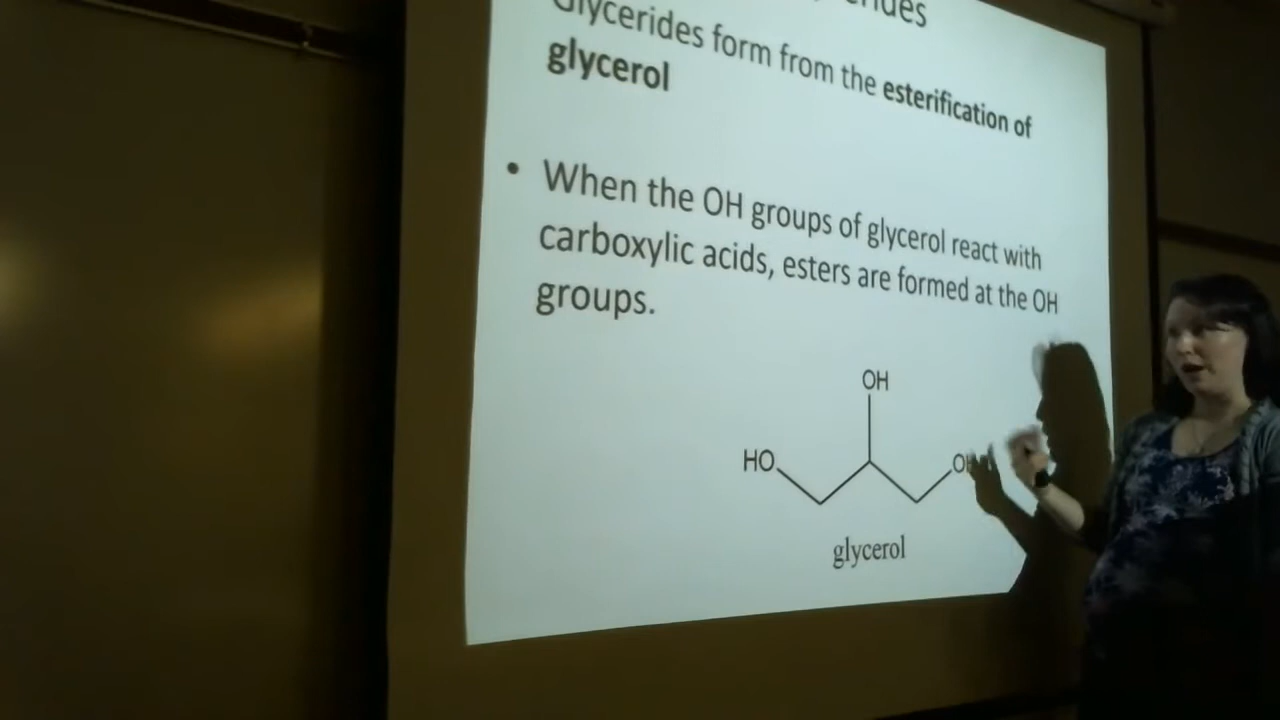 Glycerides form from the esterification of
glycerol
• When the OH groups of glycerol react with
carboxylic acids, esters are formed at the OH
groups.
OH
HO
OH
glycerol